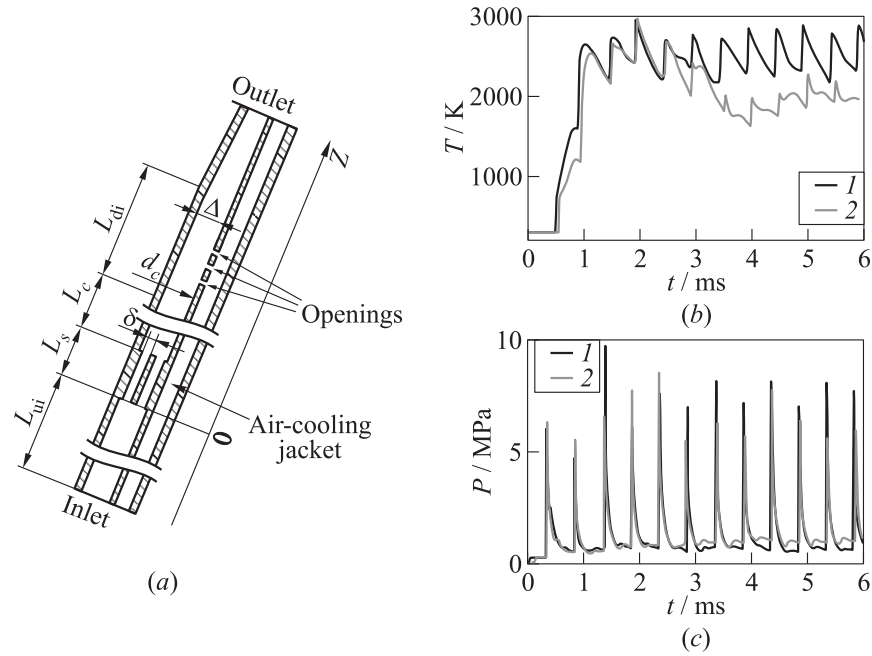 Outlet
Z
L_di
Δ
d_c
L_c
Openings
δ
L_s
L_ui
0
Air-cooling
jacket
Inlet
(a)
3000
2000
1000
T / K
1
2
0 1 2 3 4 5 6
t / ms
(b)
10
5
0
P / MPa
1
2
0 1 2 3 4 5 6
t / ms
(c)